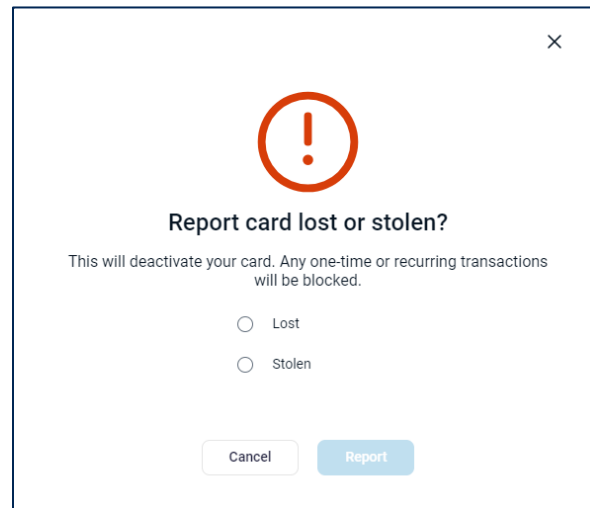 Report card lost or stolen?
This will deactivate your card. Any one-time or recurring transactions
will be blocked.
Lost
Stolen
Cancel
Report